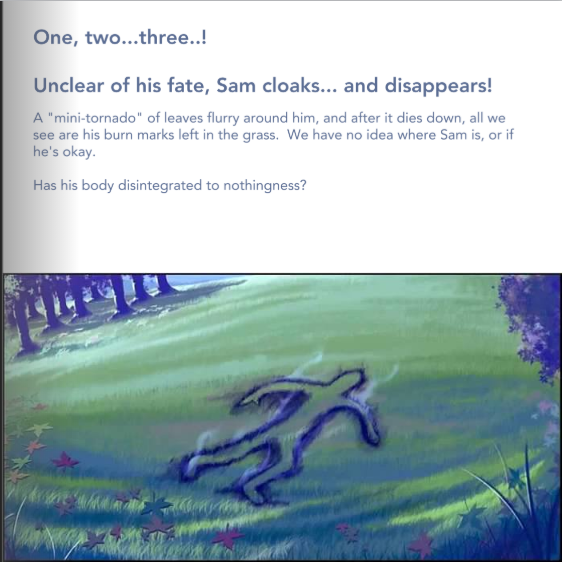 One, two...three..!
Unclear of his fate, Sam cloaks... and disappears!
A "mini-tornado" of leaves flurry around him, and after it dies down, all we
see are his burn marks left in the grass.  We have no idea where Sam is, or if
he's okay.
Has his body disintegrated to nothingness?